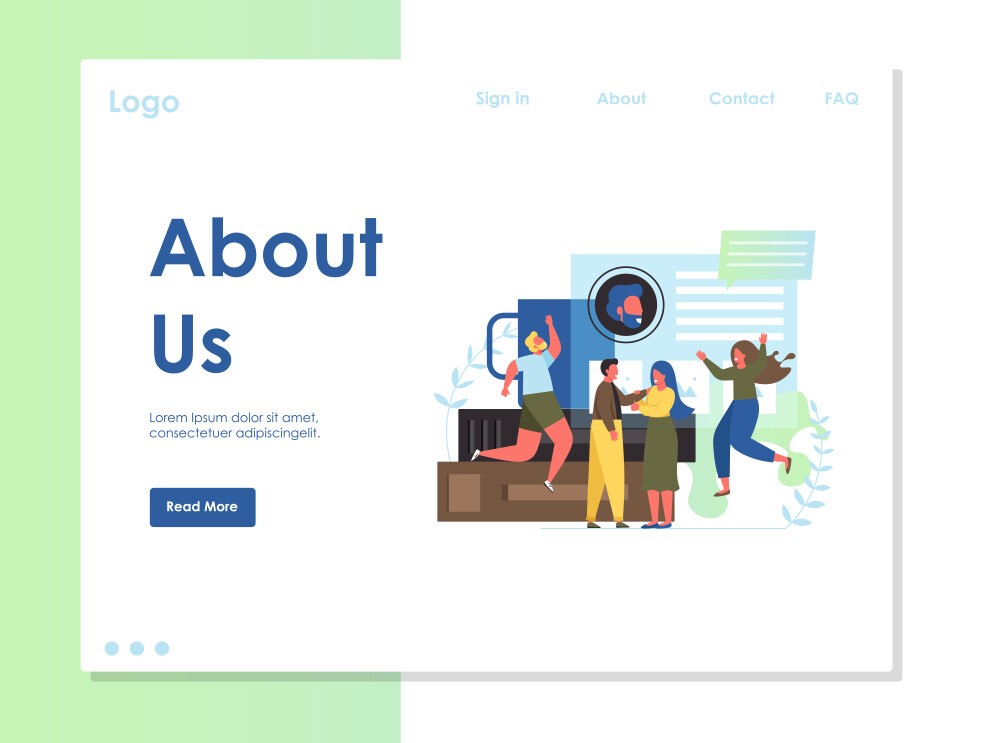 Logo
Sign in
About
Contact
FAQ
About
Us
Lorem Ipsum dolor sit amet,
consectetuer adipiscingelit.
Read More